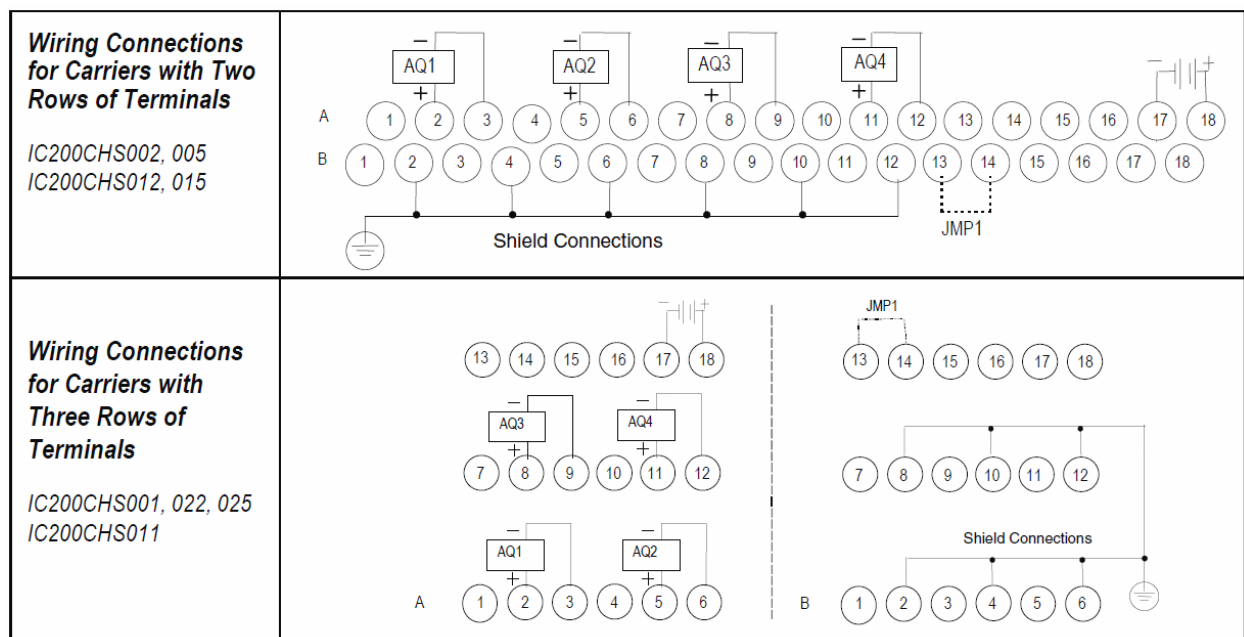 Wiring Connections
for Carriers with Two
Rows of Terminals
IC200CHS002, 005
IC200CHS012, 015
− − − −
AQ1 AQ2 AQ3 AQ4
+ + + +
− +
A 1 2 3 4 5 6 7 8 9 10 11 12 13 14 15 16 17 18
B 1 2 3 4 5 6 7 8 9 10 11 12 13 14 15 16 17 18
JMP1
Shield Connections
Wiring Connections
for Carriers with
Three Rows of
Terminals
IC200CHS001, 022, 025
IC200CHS011
− +
13 14 15 16 17 18
− −
AQ3 AQ4
+ +
7 8 9 10 11 12
− −
AQ1 AQ2
+ +
A 1 2 3 4 5 6
JMP1
13 14 15 16 17 18
7 8 9 10 11 12
Shield Connections
B 1 2 3 4 5 6